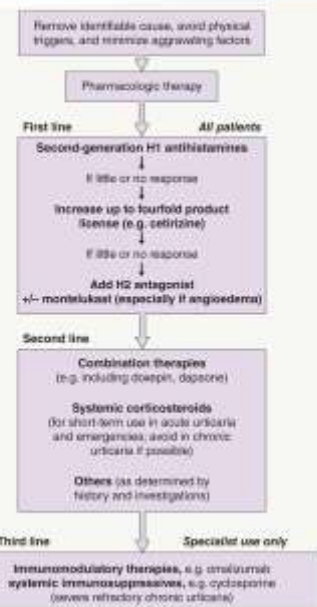 Remove identifiable cause, avoid physical
triggers, and minimize aggravating factors
Pharmacologic therapy
First line
All patients
Second-generation H1 antihistamines
If little or no response
Increase up to fourfold product
license (e.g. cetirizine)
If little or no response
Add H2 antagonist
+/– montelukast (especially if angioedema)
Second line
Combination therapies
(e.g. including doxepin, dapsone)
Systemic corticosteroids
(for short-term use in acute urticaria
and emergencies; avoid in chronic
urticaria if possible)
Others (as determined by
history and investigations)
Third line
Specialist use only
Immunomodulatory therapies, e.g. omalizumab
systemic immunosuppressives, e.g. cyclosporine
(severe refractory chronic urticaria)